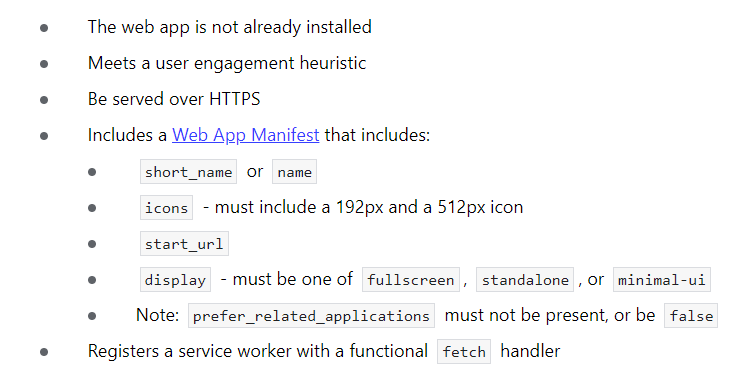 The web app is not already installed
Meets a user engagement heuristic
Be served over HTTPS
Includes a Web App Manifest that includes:
short_name or name
icons - must include a 192px and a 512px icon
start_url
display - must be one of fullscreen, standalone, or minimal-ui
Note: prefer_related_applications must not be present, or be false
Registers a service worker with a functional fetch handler